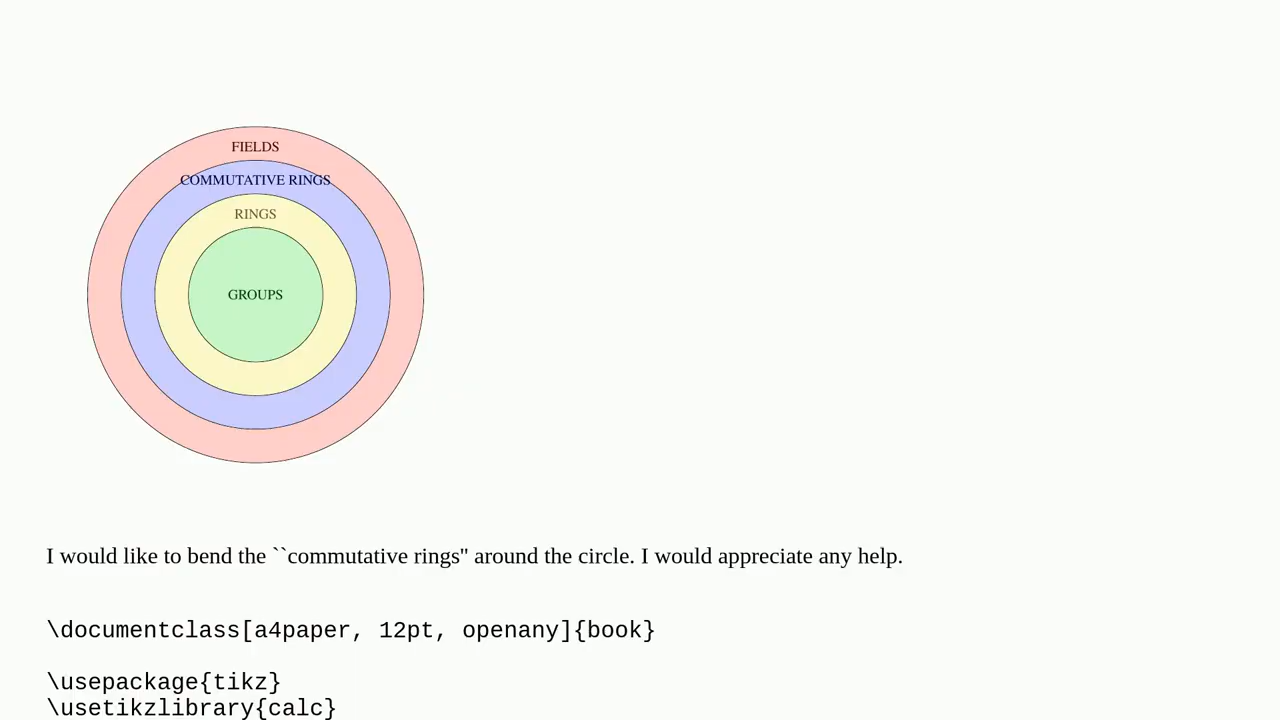 FIELDS
COMMUTATIVE RINGS
RINGS
GROUPS
I would like to bend the ``commutative rings" around the circle. I would appreciate any help.
\documentclass[a4paper, 12pt, openany]{book}
\usepackage{tikz}
\usetikzlibrary{calc}